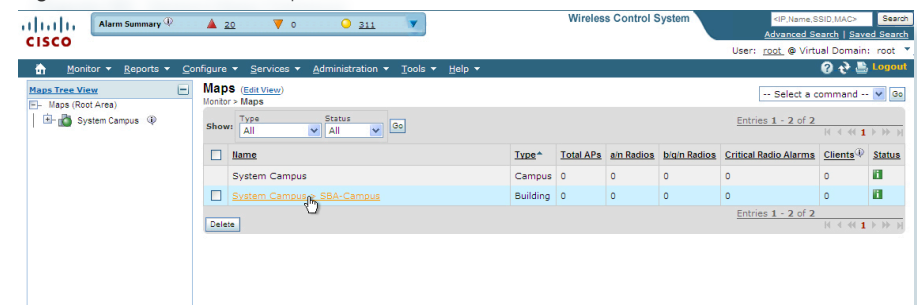 Alarm Summary 20 0 311
Wireless Control System
<IP,Name,SSID,MAC> Search
Advanced Search | Saved Search
CISCO
User: root @ Virtual Domain: root
Monitor Reports Configure Services Administration Tools Help Logout
Maps Tree View
Maps (Root Area)
System Campus
Maps (Edit View)
Monitor > Maps
-- Select a command -- Go
Show: Type All Status All Go
Entries 1 - 2 of 2
1
Name Type Total APs a/n Radios b/g/n Radios Critical Radio Alarms Clients Status
System Campus Campus 0 0 0 0 0
System Campus > SBA-Campus Building 0 0 0 0 0
Delete
Entries 1 - 2 of 2
1